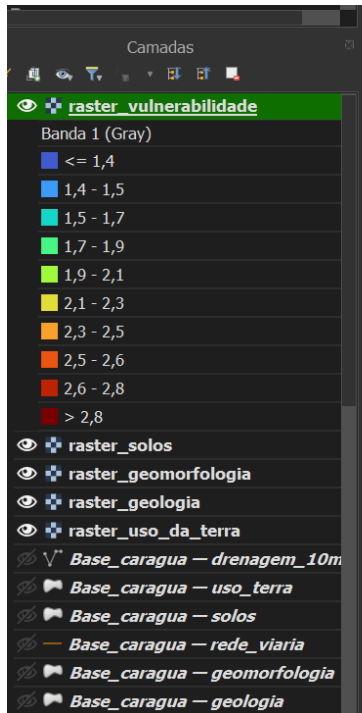 Camadas
raster_vulnerabilidade
Banda 1 (Gray)
<= 1,4
1,4 - 1,5
1,5 - 1,7
1,7 - 1,9
1,9 - 2,1
2,1 - 2,3
2,3 - 2,5
2,5 - 2,6
2,6 - 2,8
> 2,8
raster_solos
raster_geomorfologia
raster_geologia
raster_uso_da_terra
Base_caragua — drenagem_10m
Base_caragua — uso_terra
Base_caragua — solos
Base_caragua — rede_viaria
Base_caragua — geomorfologia
Base_caragua — geologia